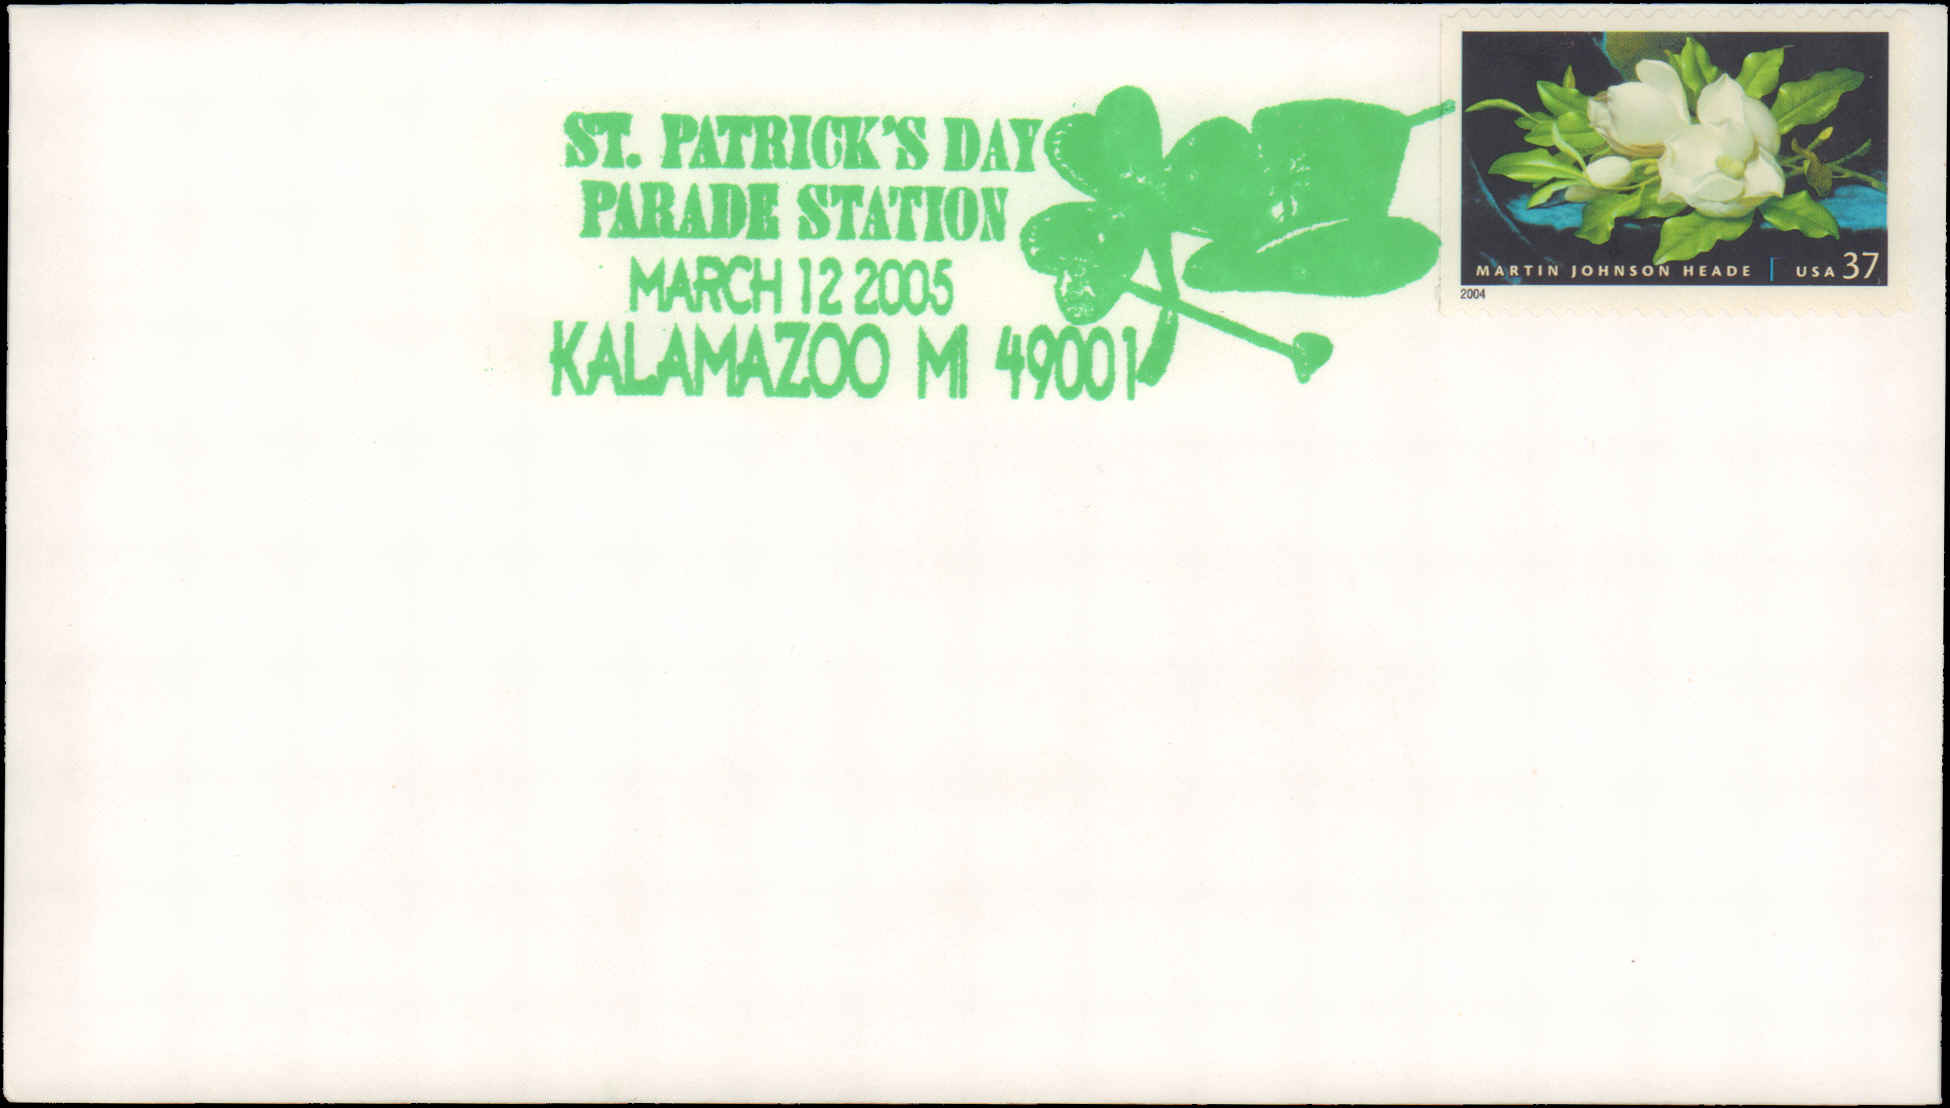 ST. PATRICK'S DAY
PARADE STATION
MARCH 12 2005
KALAMAZOO MI 49001
MARTIN JOHNSON HEADE USA 37
2004